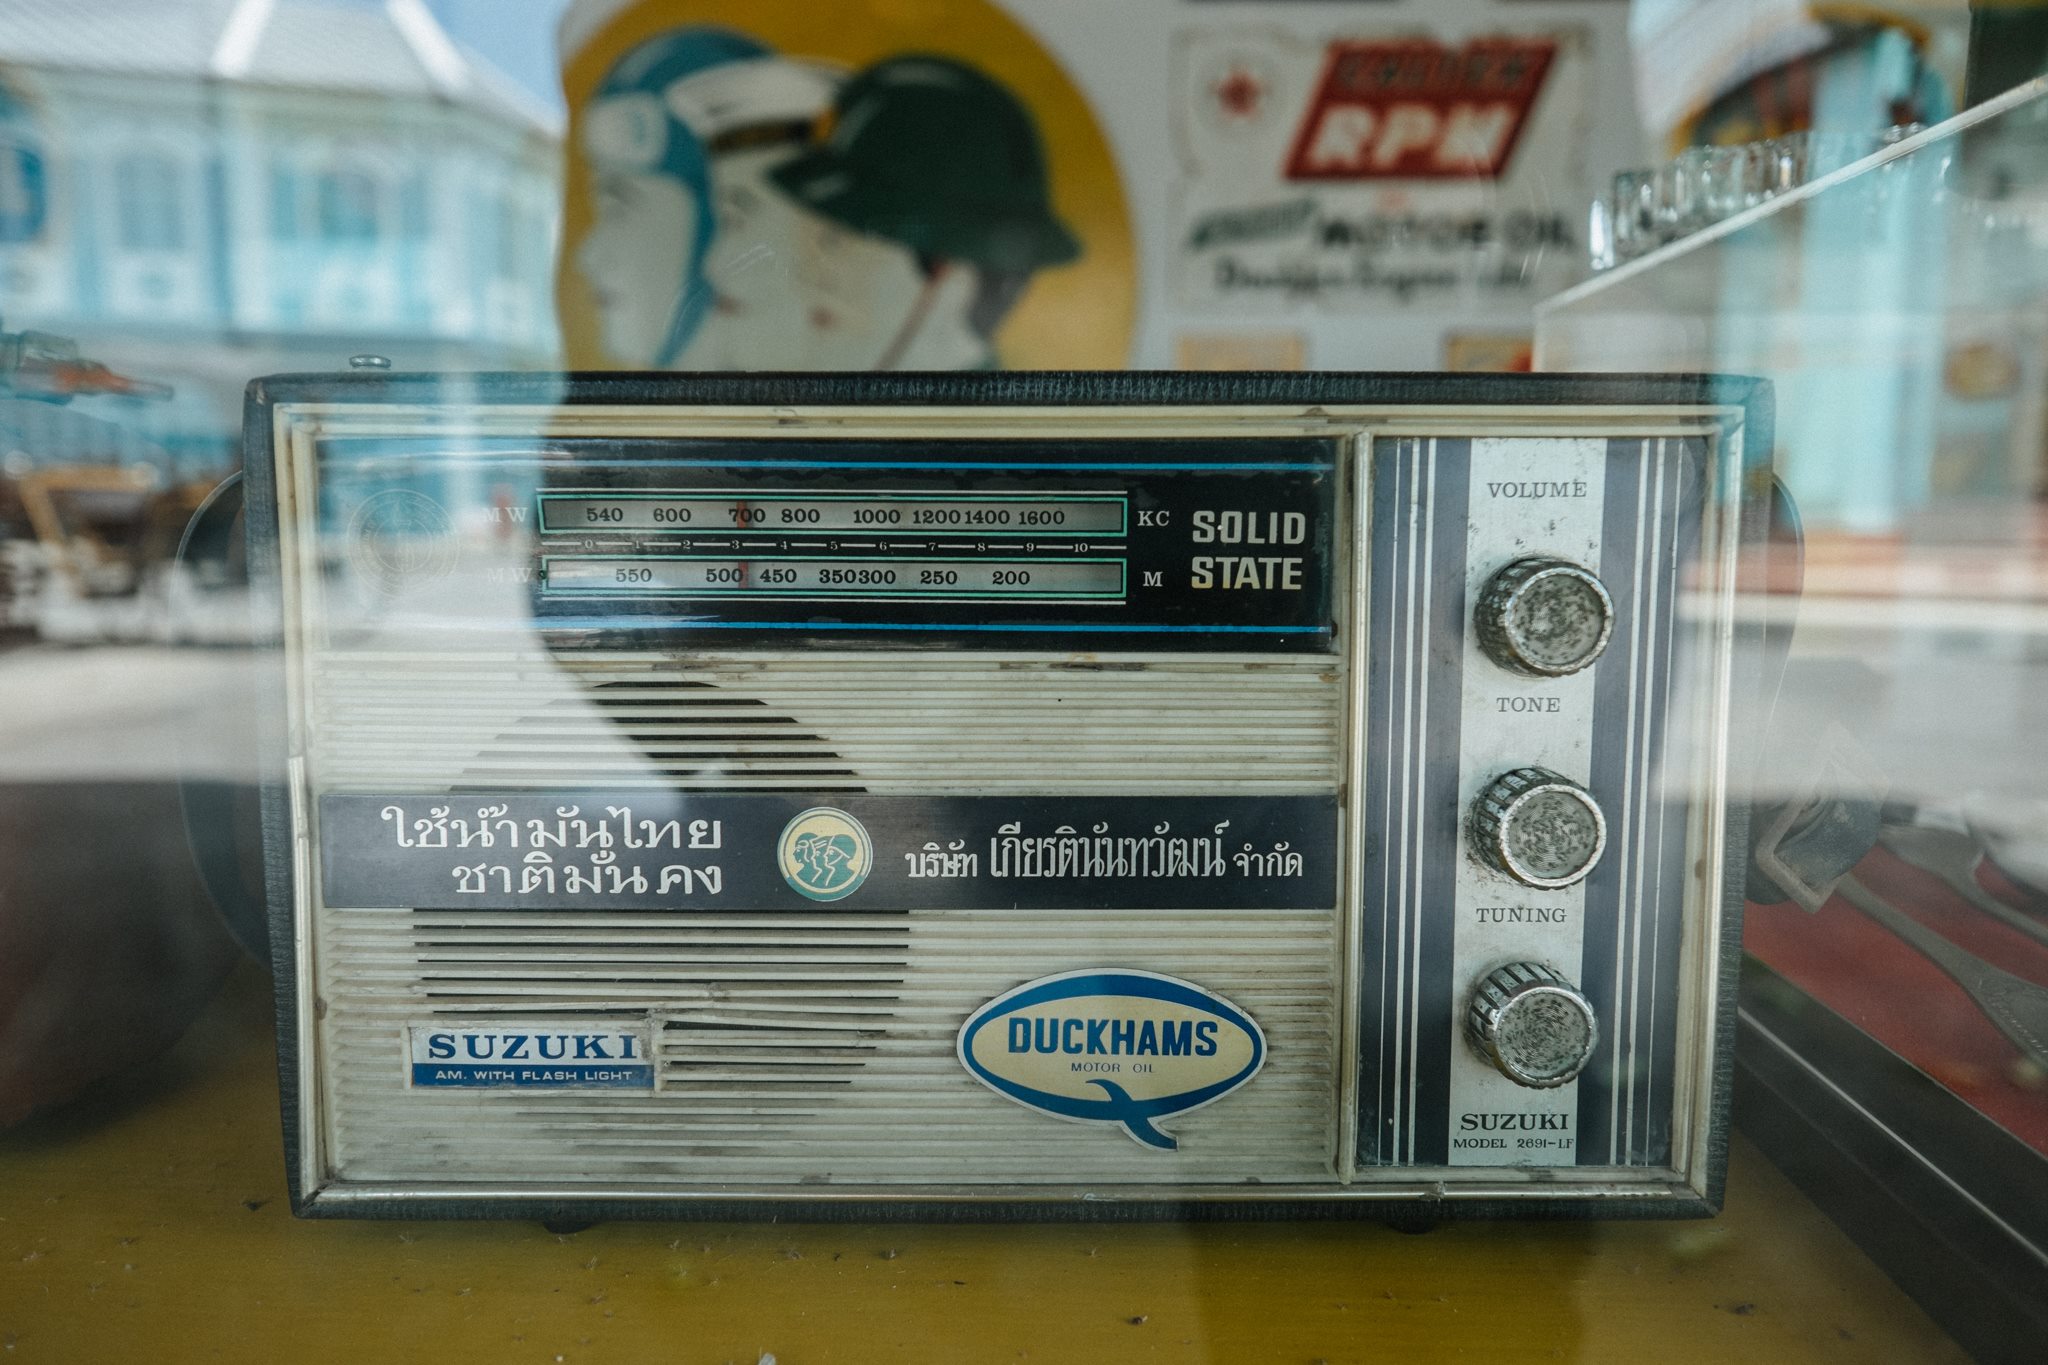 RPM
MOTOR OIL
MW 540 600 700 800 1000 1200 1400 1600 KC
0 1 2 3 4 5 6 7 8 9 10
MW 550 500 450 350 300 250 200 M
SOLID
STATE
VOLUME
TONE
TUNING
ใช้น้ำมันไทย
ชาติมั่นคง
บริษัท เกียรตินันทวัฒน์ จำกัด
SUZUKI
AM. WITH FLASH LIGHT
DUCKHAMS
MOTOR OIL
SUZUKI
MODEL 2691-LF